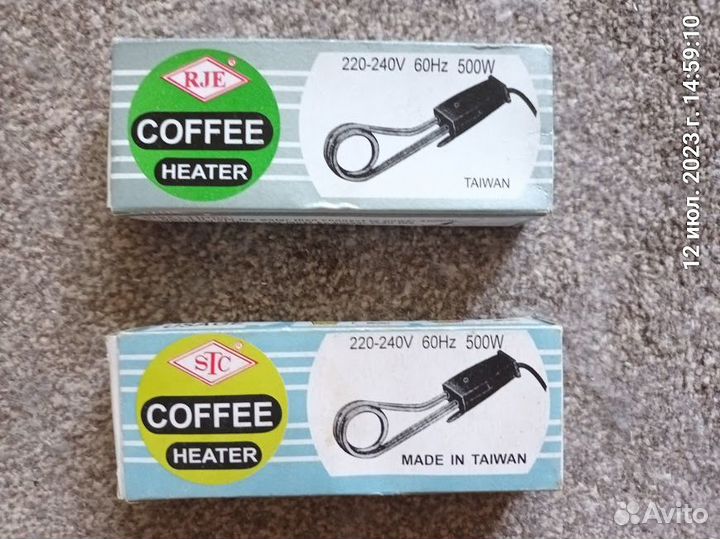 RJE
COFFEE
HEATER
220-240V 60Hz 500W
TAIWAN
STC
COFFEE
HEATER
220-240V 60Hz 500W
MADE IN TAIWAN
12 июл. 2023 г. 14:59:10
Avito